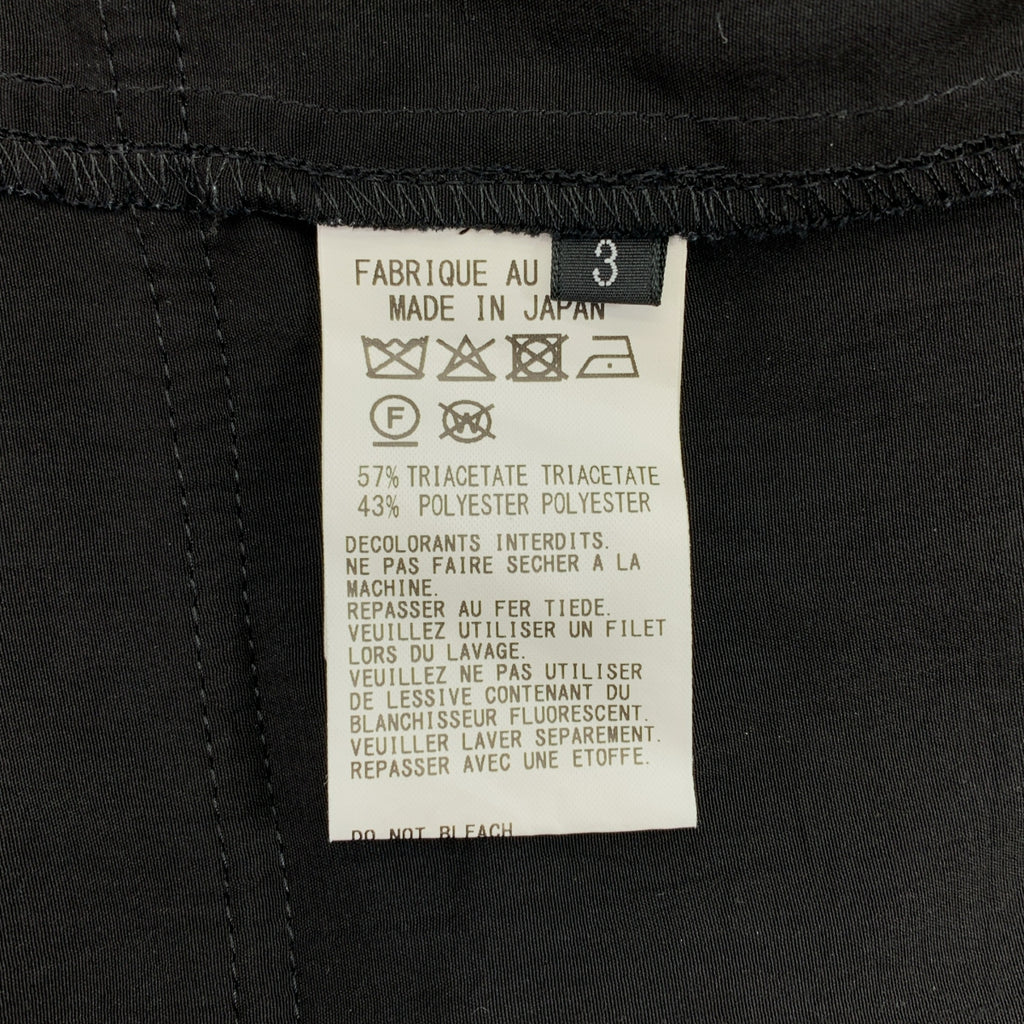 3
FABRIQUE AU
MADE IN JAPAN
F
W
57% TRIACETATE TRIACETATE
43% POLYESTER POLYESTER
DECOLORANTS INTERDITS.
NE PAS FAIRE SECHER A LA
MACHINE.
REPASSER AU FER TIEDE.
VEUILLEZ UTILISER UN FILET
LORS DU LAVAGE.
VEUILLEZ NE PAS UTILISER
DE LESSIVE CONTENANT DU
BLANCHISSEUR FLUORESCENT.
VEUILLER LAVER SEPAREMENT.
REPASSER AVEC UNE ETOFFE.
DO NOT BLEACH